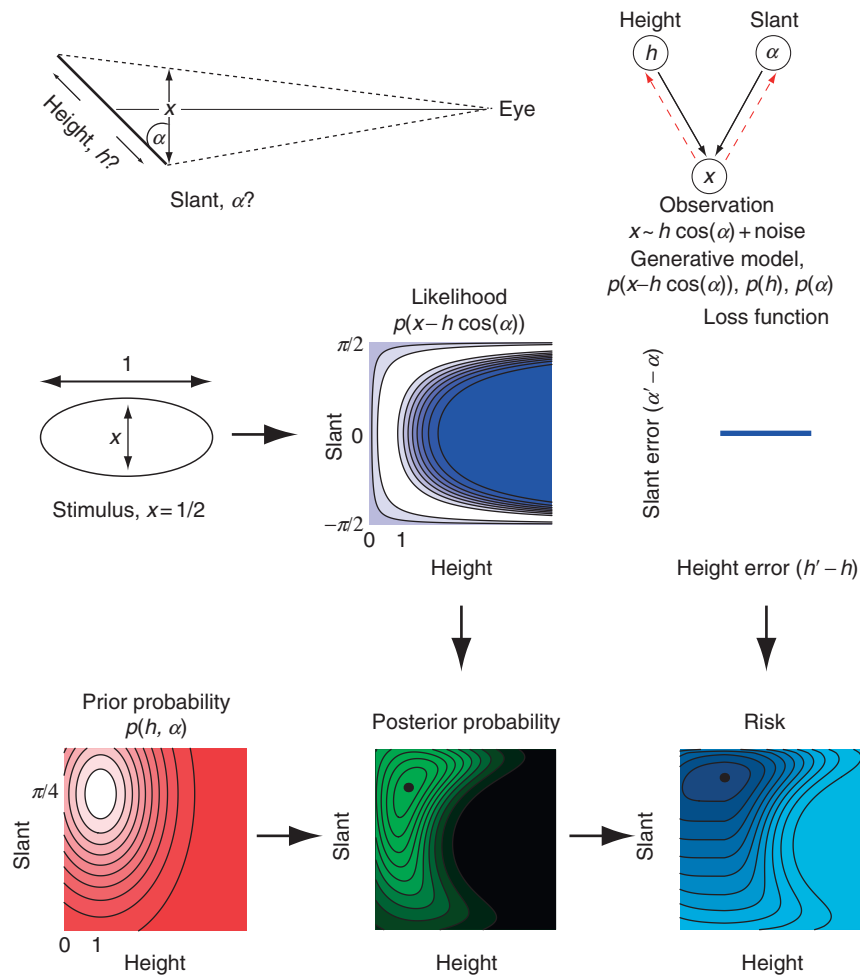 Height
Slant
h
α
x
Eye
α
Height, h?
Slant, α?
x
Observation
x ~ h cos(α) + noise
Generative model,
p(x–h cos(α)), p(h), p(α)
Likelihood
p(x– h cos(α))
Loss function
1
x
Stimulus, x = 1/2
π/2
0
–π/2
Slant
0 1
Height
Slant error (α′ – α)
Height error (h′ – h)
Prior probability
p(h, α)
π/4
Slant
0 1
Height
Posterior probability
Slant
Height
Risk
Slant
Height